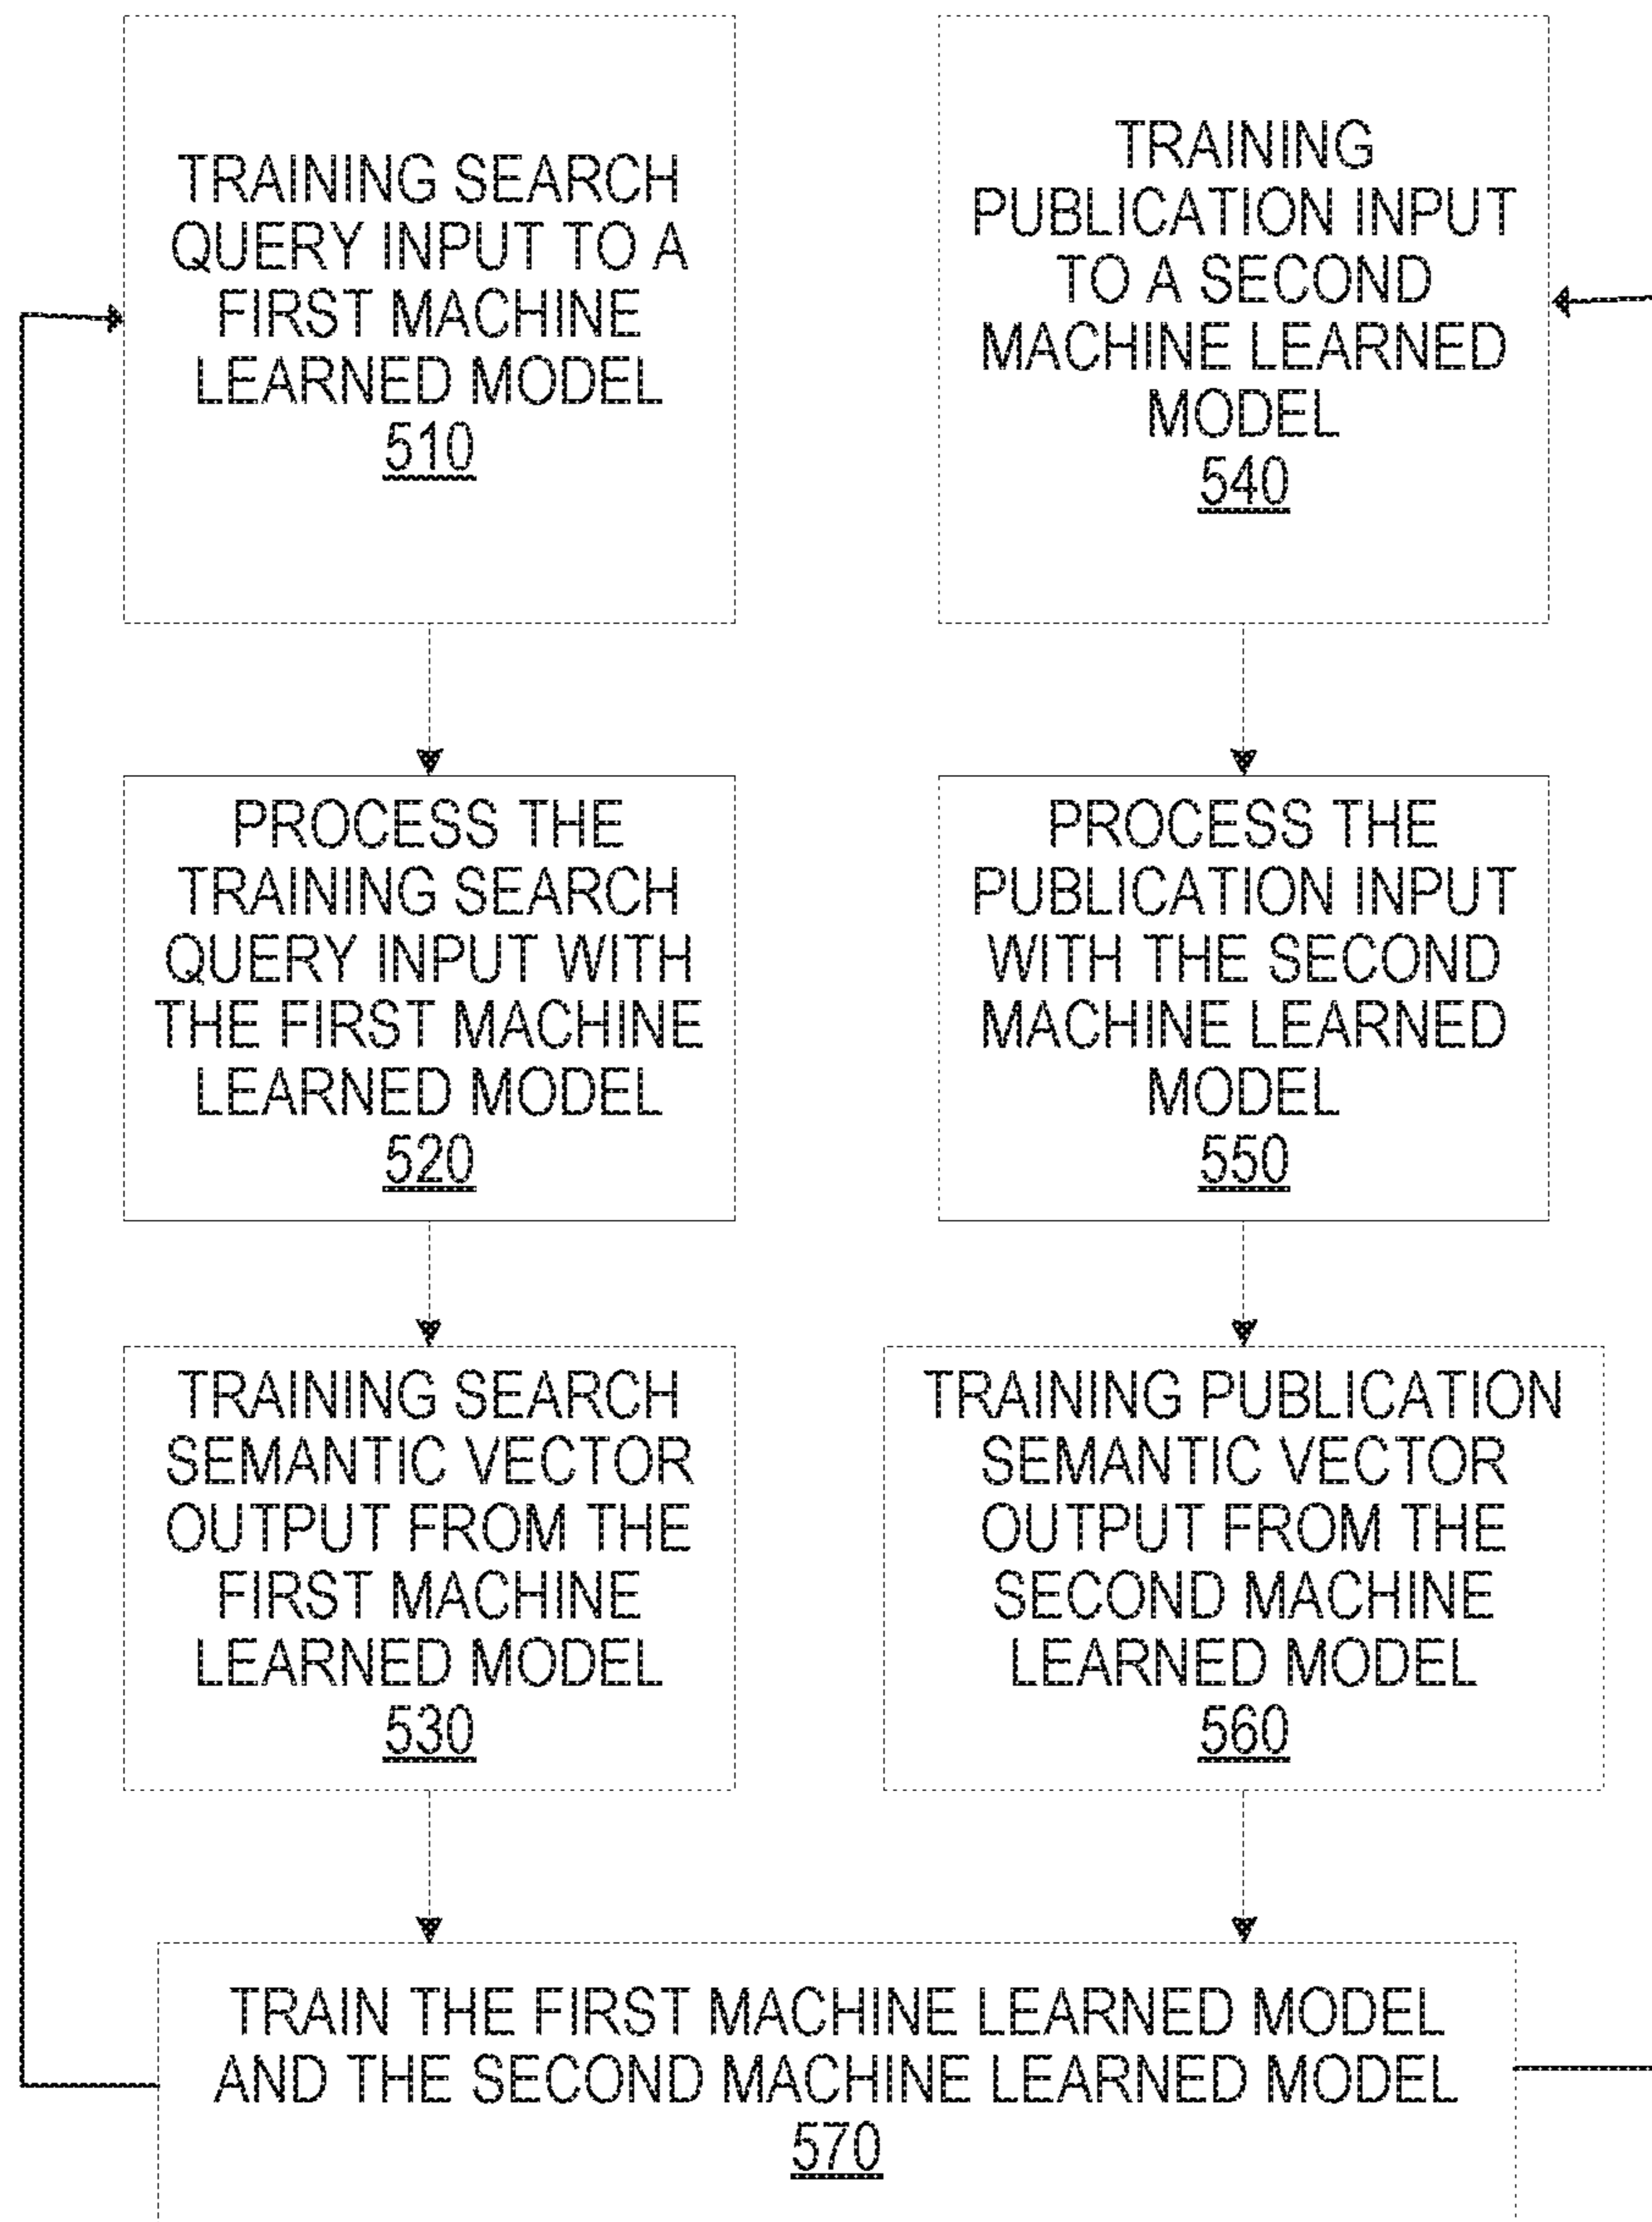 TRAINING SEARCH
QUERY INPUT TO A
FIRST MACHINE
LEARNED MODEL
510
TRAINING
PUBLICATION INPUT
TO A SECOND
MACHINE LEARNED
MODEL
540
PROCESS THE
TRAINING SEARCH
QUERY INPUT WITH
THE FIRST MACHINE
LEARNED MODEL
520
PROCESS THE
PUBLICATION INPUT
WITH THE SECOND
MACHINE LEARNED
MODEL
550
TRAINING SEARCH
SEMANTIC VECTOR
OUTPUT FROM THE
FIRST MACHINE
LEARNED MODEL
530
TRAINING PUBLICATION
SEMANTIC VECTOR
OUTPUT FROM THE
SECOND MACHINE
LEARNED MODEL
560
TRAIN THE FIRST MACHINE LEARNED MODEL
AND THE SECOND MACHINE LEARNED MODEL
570